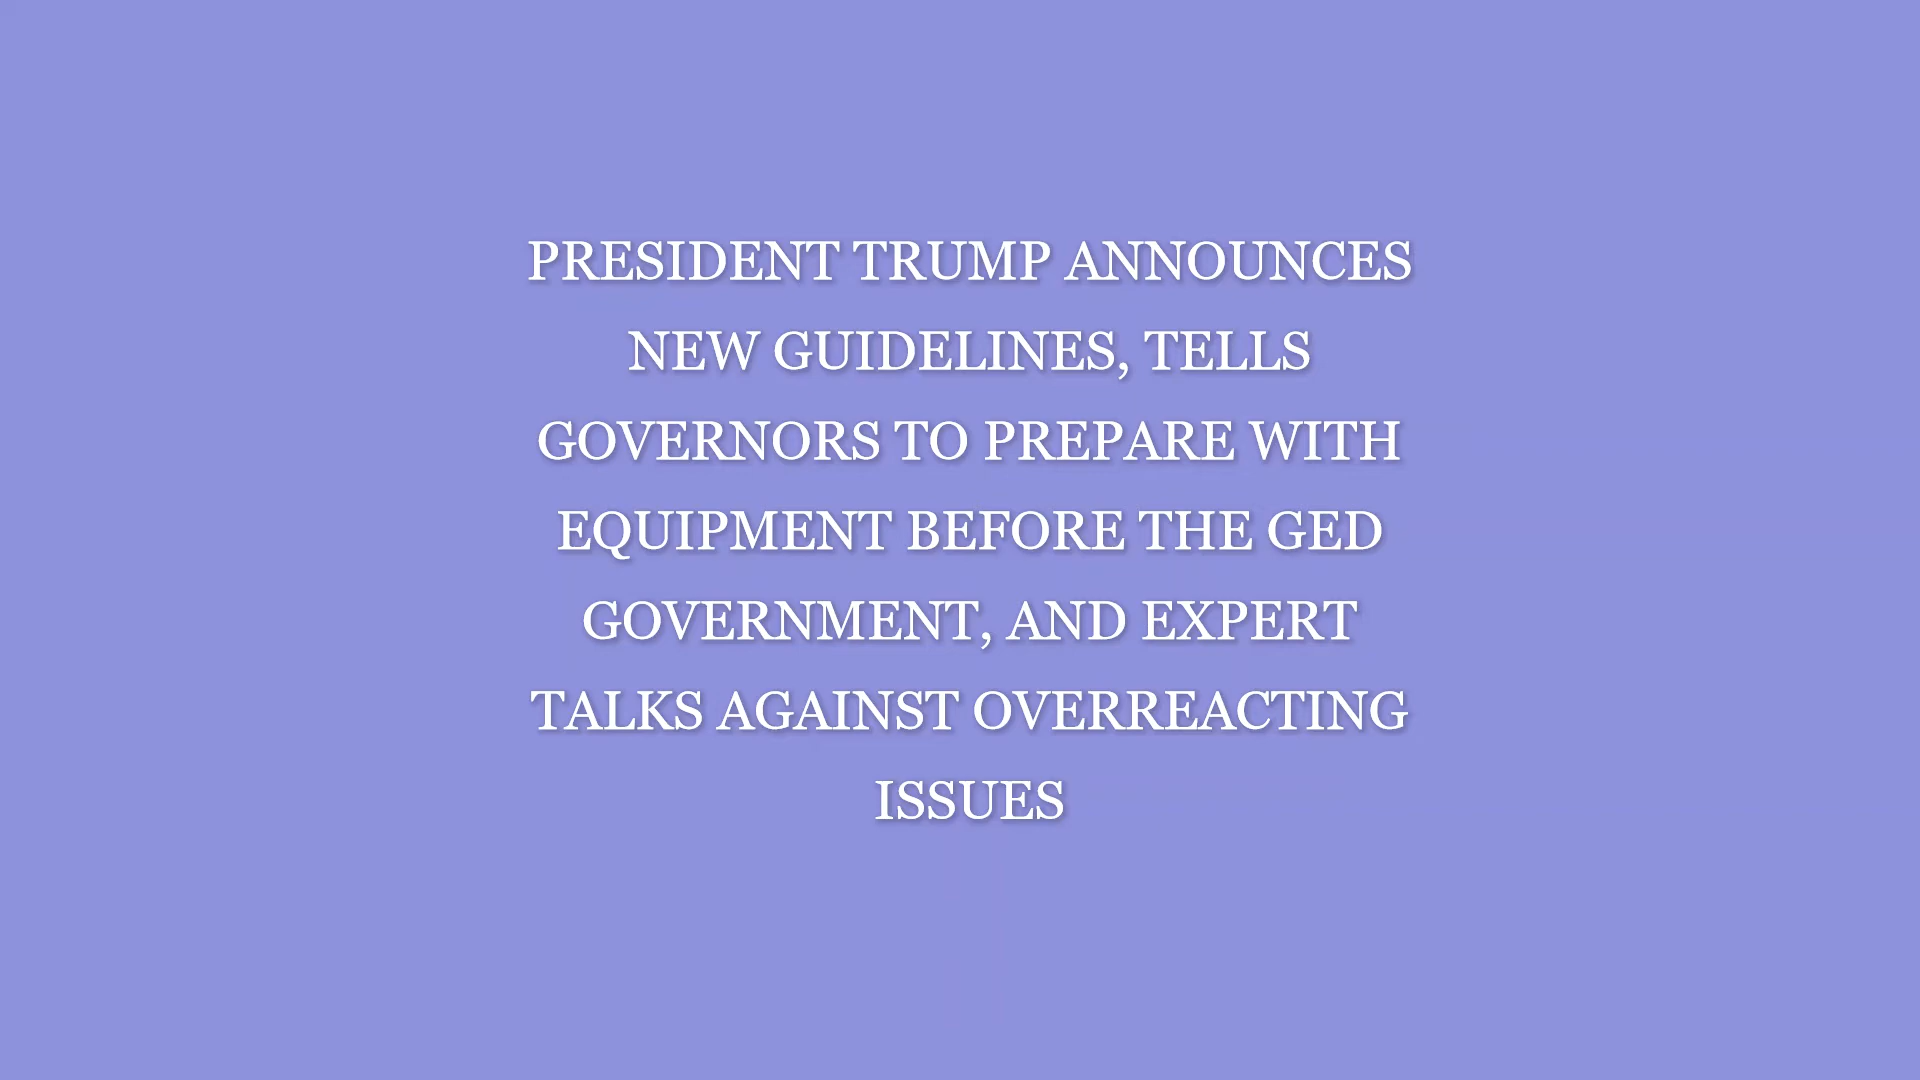 PRESIDENT TRUMP ANNOUNCES
NEW GUIDELINES, TELLS
GOVERNORS TO PREPARE WITH
EQUIPMENT BEFORE THE GED
GOVERNMENT, AND EXPERT
TALKS AGAINST OVERREACTING
ISSUES